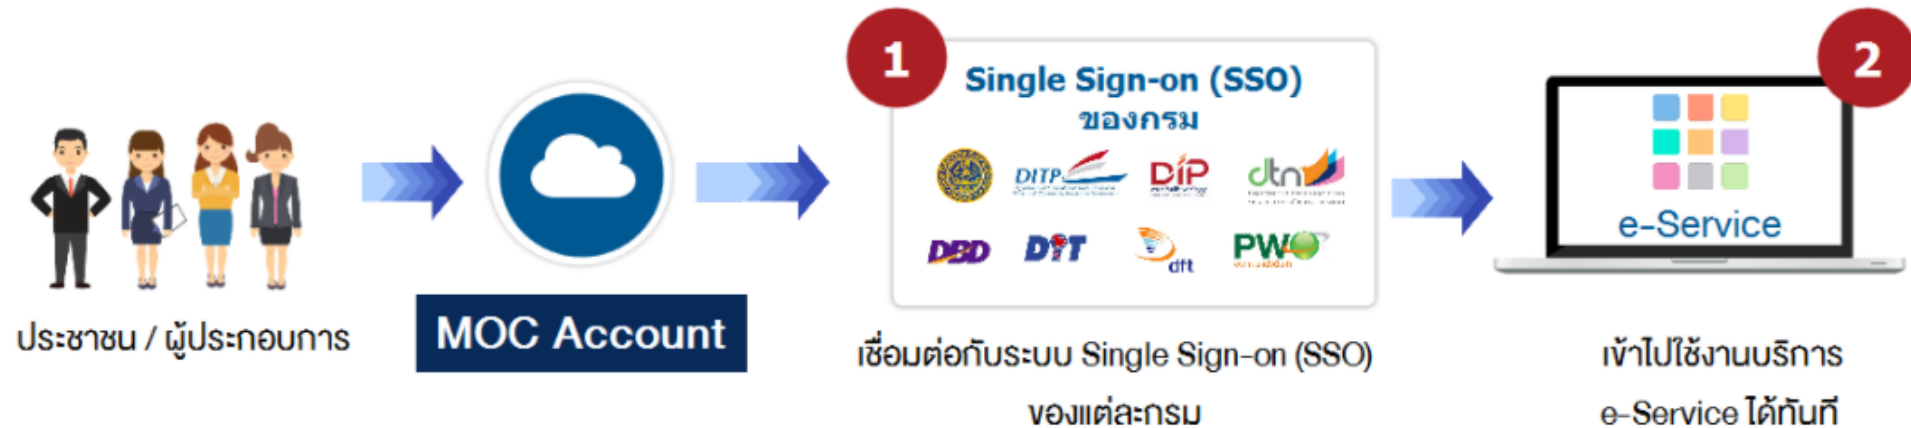 ประชาชน / ผู้ประกอบการ
MOC Account
1
Single Sign-on (SSO)
ของกรม
DITP
DiP
dtn
DBD
DIT
dft
PWO
เชื่อมต่อกับระบบ Single Sign-on (SSO)
ของแต่ละกรม
2
e-Service
เข้าไปใช้งานบริการ
e-Service ได้ทันที